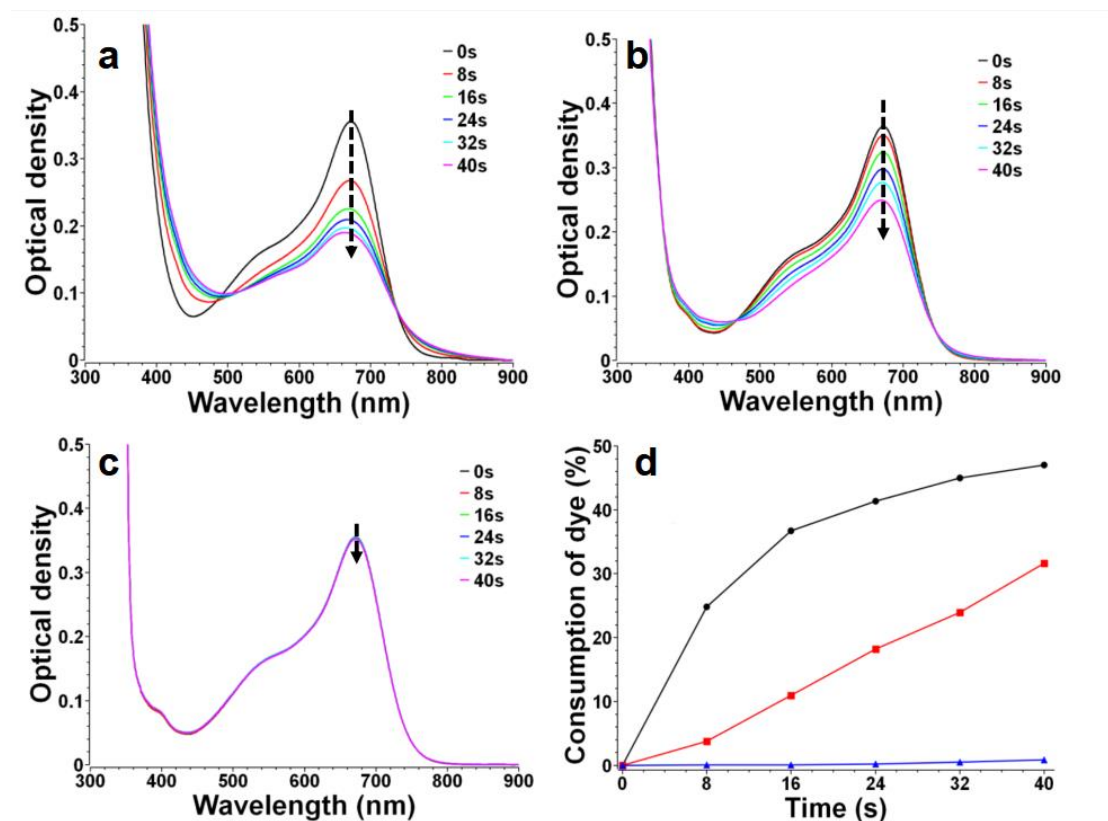 a
0.5
0.4
0.3
0.2
0.1
0
Optical density
0s
8s
16s
24s
32s
40s
300 400 500 600 700 800 900
Wavelength (nm)
b
0.5
0.4
0.3
0.2
0.1
0
Optical density
0s
8s
16s
24s
32s
40s
300 400 500 600 700 800 900
Wavelength (nm)
c
0.5
0.4
0.3
0.2
0.1
0
Optical density
0s
8s
16s
24s
32s
40s
300 400 500 600 700 800 900
Wavelength (nm)
d
50
40
30
20
10
0
Consumption of dye (%)
0 8 16 24 32 40
Time (s)